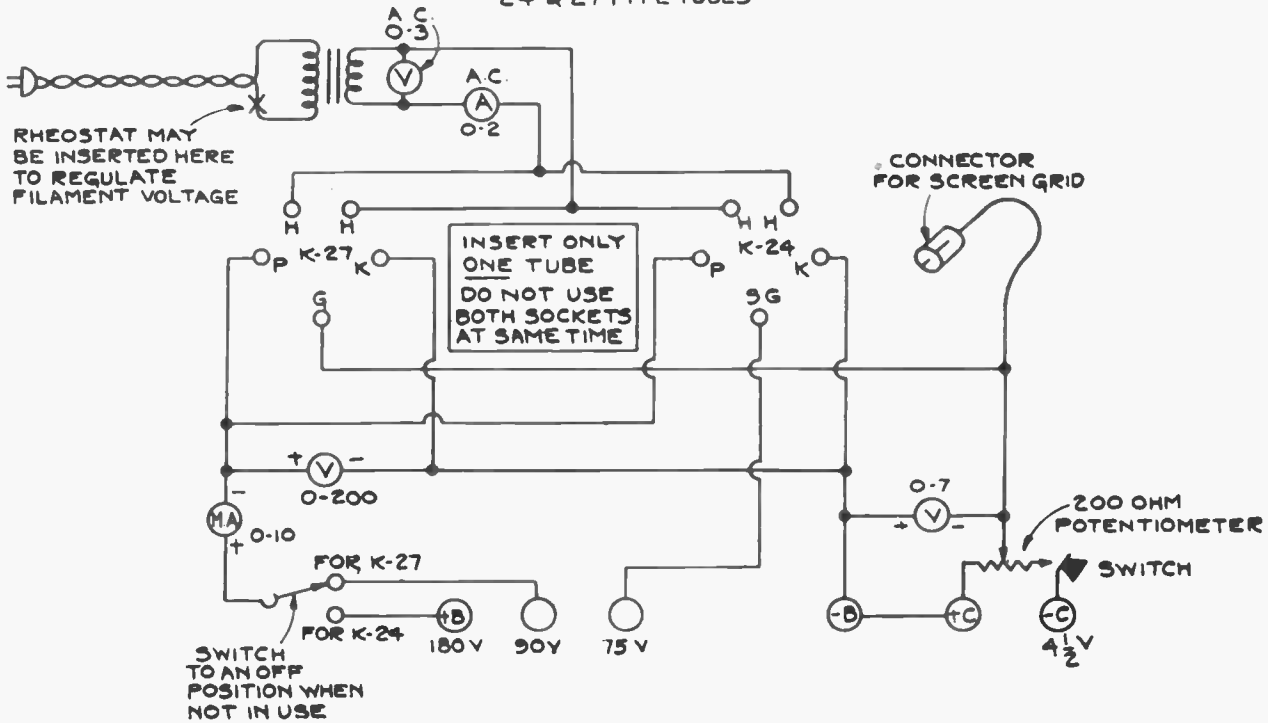 A.C.
0-3
V
A.C.
A
0-2
RHEOSTAT MAY
BE INSERTED HERE
TO REGULATE
FILAMENT VOLTAGE
CONNECTOR
FOR SCREEN GRID
H
H
H
H
P
K-27
K
INSERT ONLY
ONE TUBE
DO NOT USE
BOTH SOCKETS
AT SAME TIME
P
K-24
K
G
SG
+
V
-
0-200
-
M.A
+
0-10
0-7
+
V
-
200 OHM
POTENTIOMETER
FOR K-27
SWITCH
FOR K-24
+B
180 V
90V
75 V
-B
+C
-C
4 1/2 V
SWITCH
TO AN OFF
POSITION WHEN
NOT IN USE